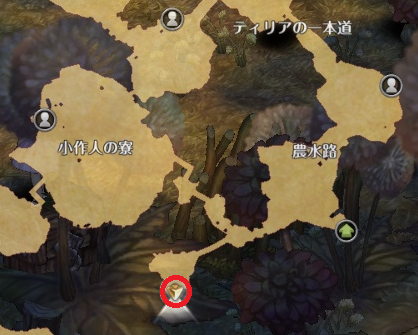 ティリアの一本道
小作人の寮
農水路